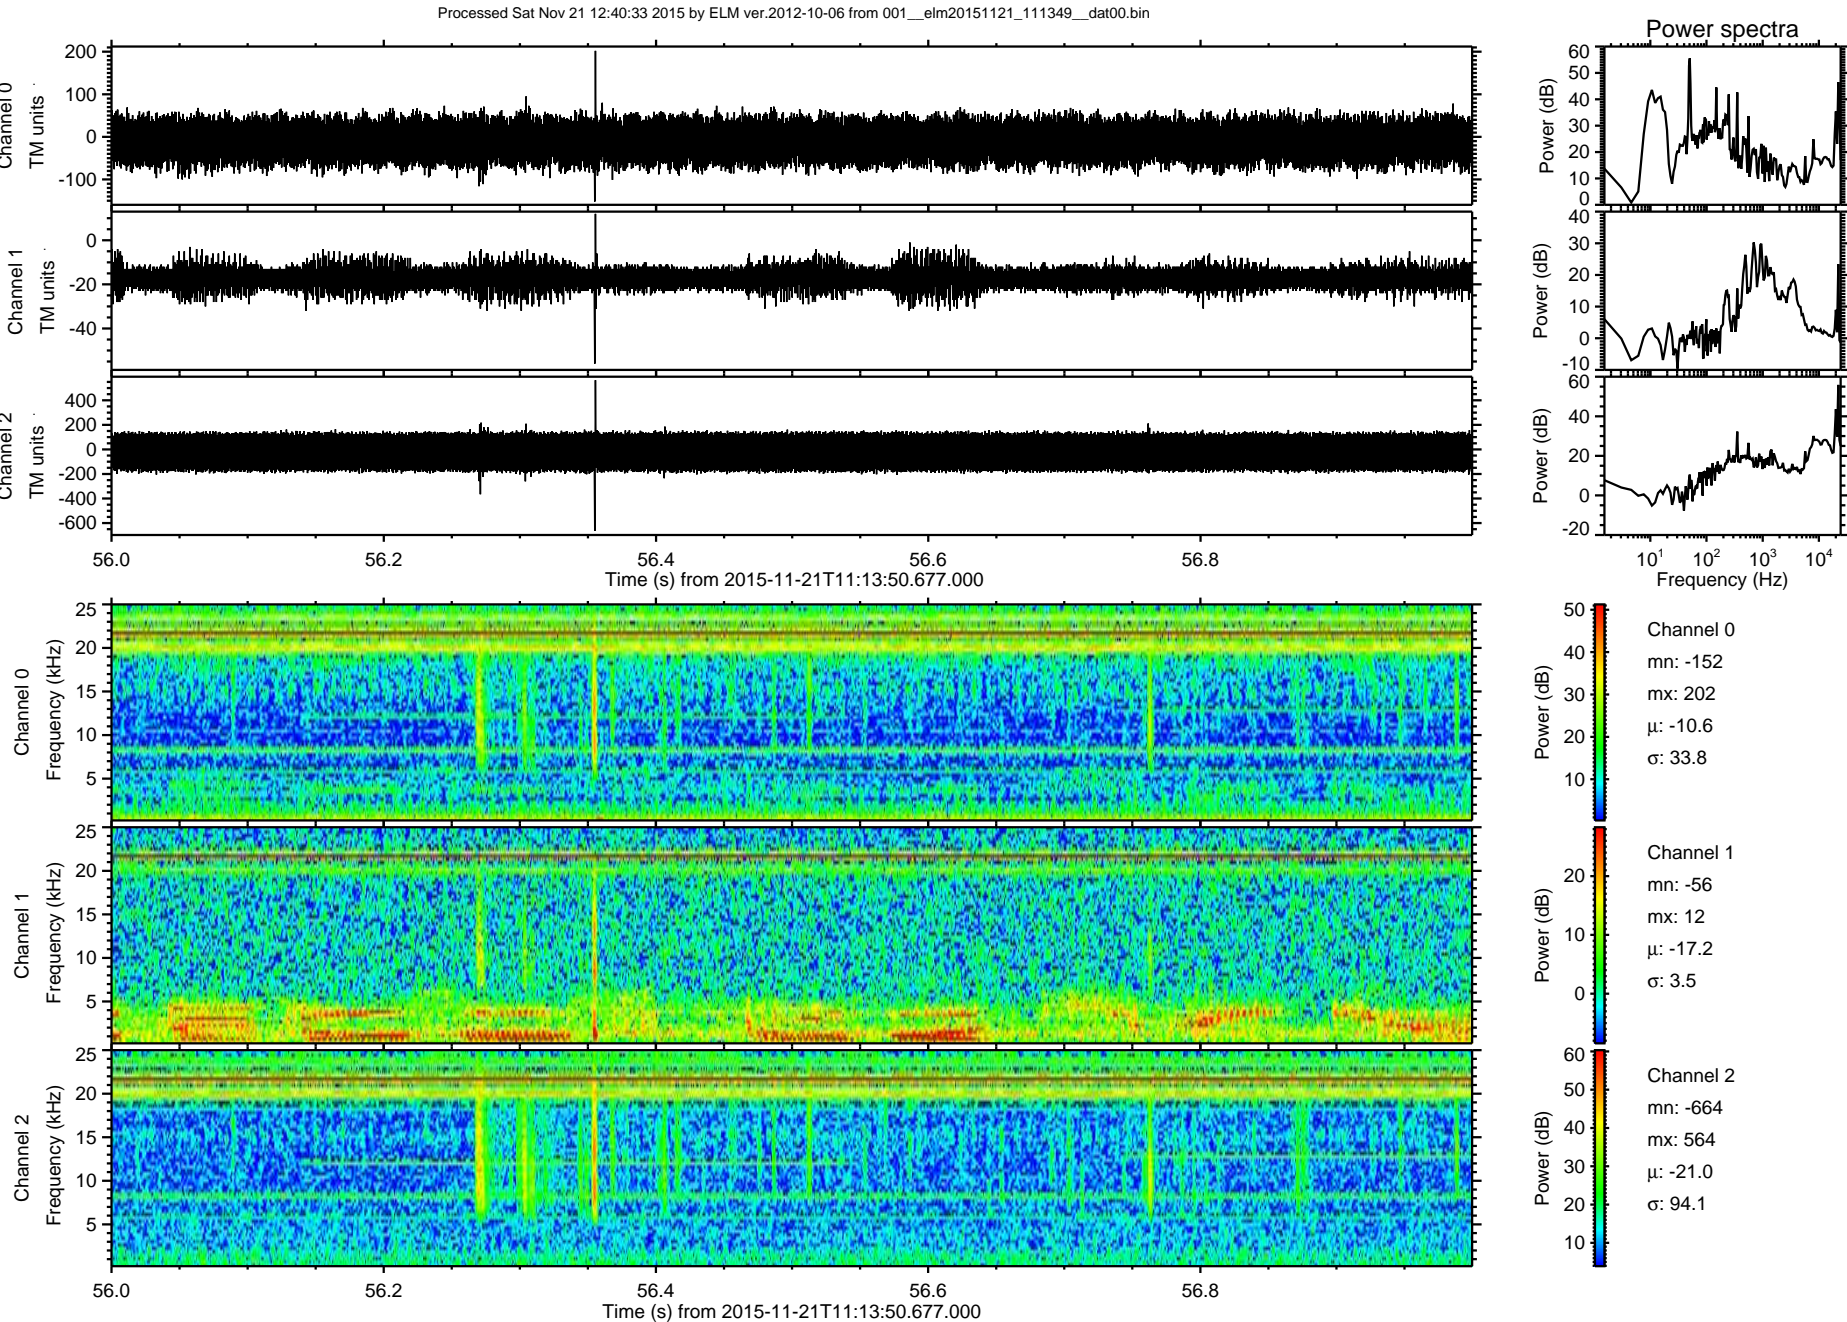 Processed Sat Nov 21 12:40:33 2015 by ELM ver.2012-10-06 from 001__elm20151121_111349__dat00.bin
Power spectra
Channel 0
TM units
200
100
0
-100
Power (dB)
60
50
40
30
20
10
0
Channel 1
TM units
0
-20
-40
Power (dB)
40
30
20
10
0
-10
Channel 2
TM units
400
200
0
-200
-400
-600
Power (dB)
60
40
20
0
-20
56.0 56.2 56.4 56.6 56.8
Time (s) from 2015-11-21T11:13:50.677.000
10^1 10^2 10^3 10^4
Frequency (Hz)
Channel 0
Frequency (kHz)
25
20
15
10
5
Power (dB)
50
40
30
20
10
Channel 0
mn: -152
mx: 202
μ: -10.6
σ: 33.8
Channel 1
Frequency (kHz)
25
20
15
10
5
Power (dB)
20
10
0
Channel 1
mn: -56
mx: 12
μ: -17.2
σ: 3.5
Channel 2
Frequency (kHz)
25
20
15
10
5
Power (dB)
60
50
40
30
20
10
Channel 2
mn: -664
mx: 564
μ: -21.0
σ: 94.1
56.0 56.2 56.4 56.6 56.8
Time (s) from 2015-11-21T11:13:50.677.000